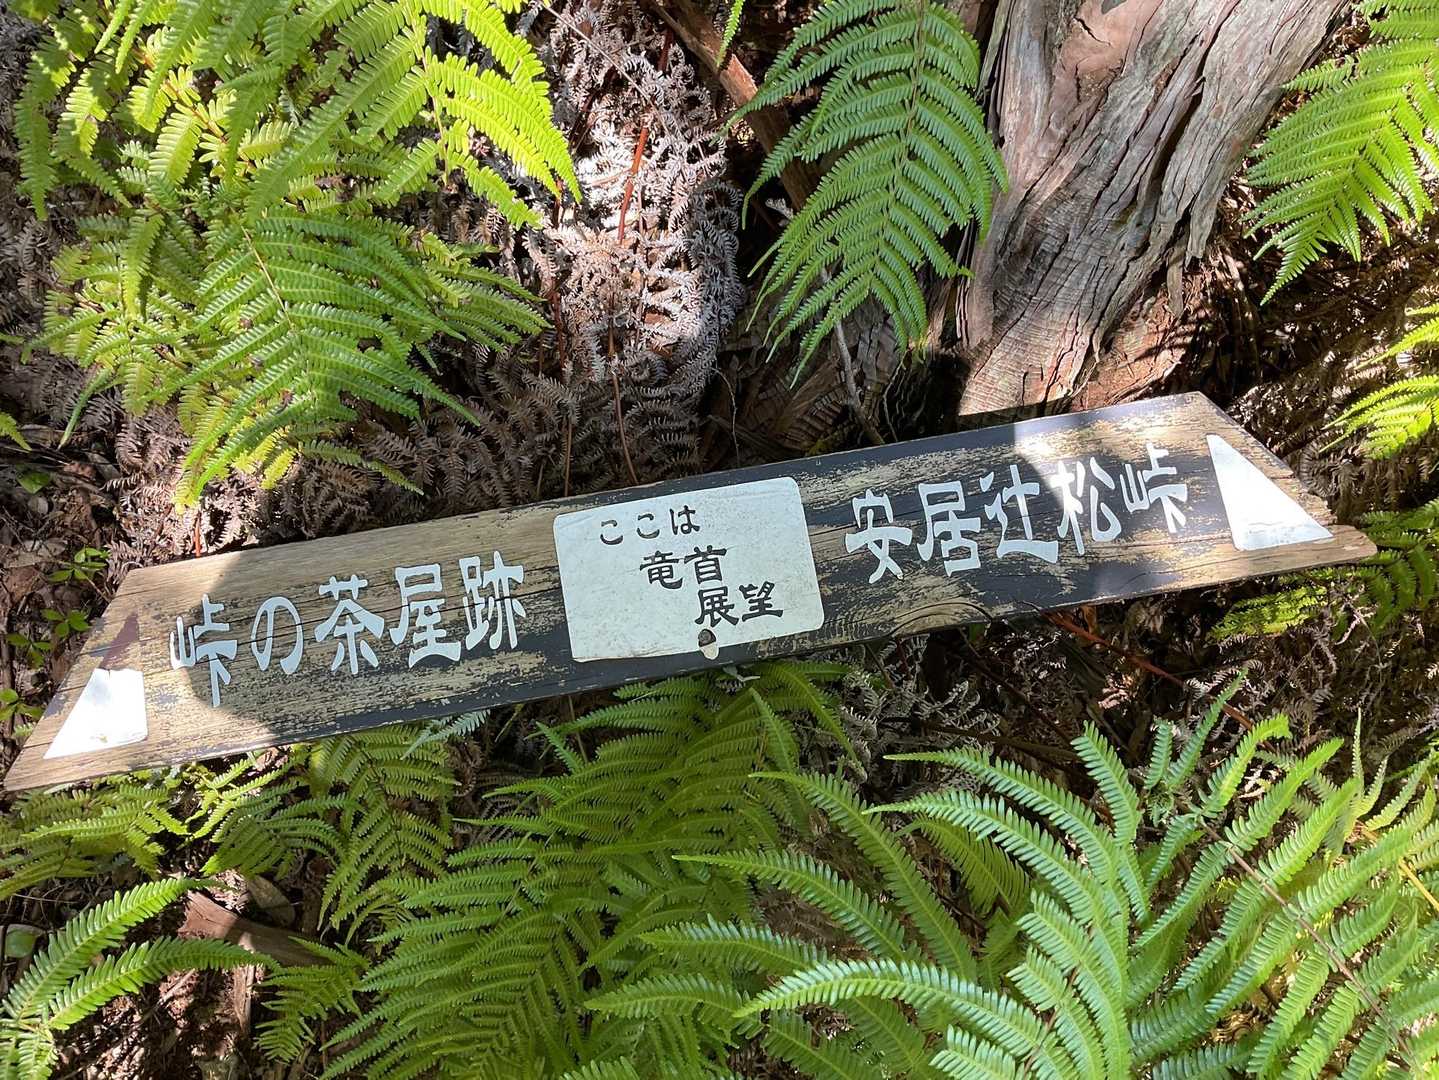 峠の茶屋跡
ここは
竜首
展望
安居辻松峠